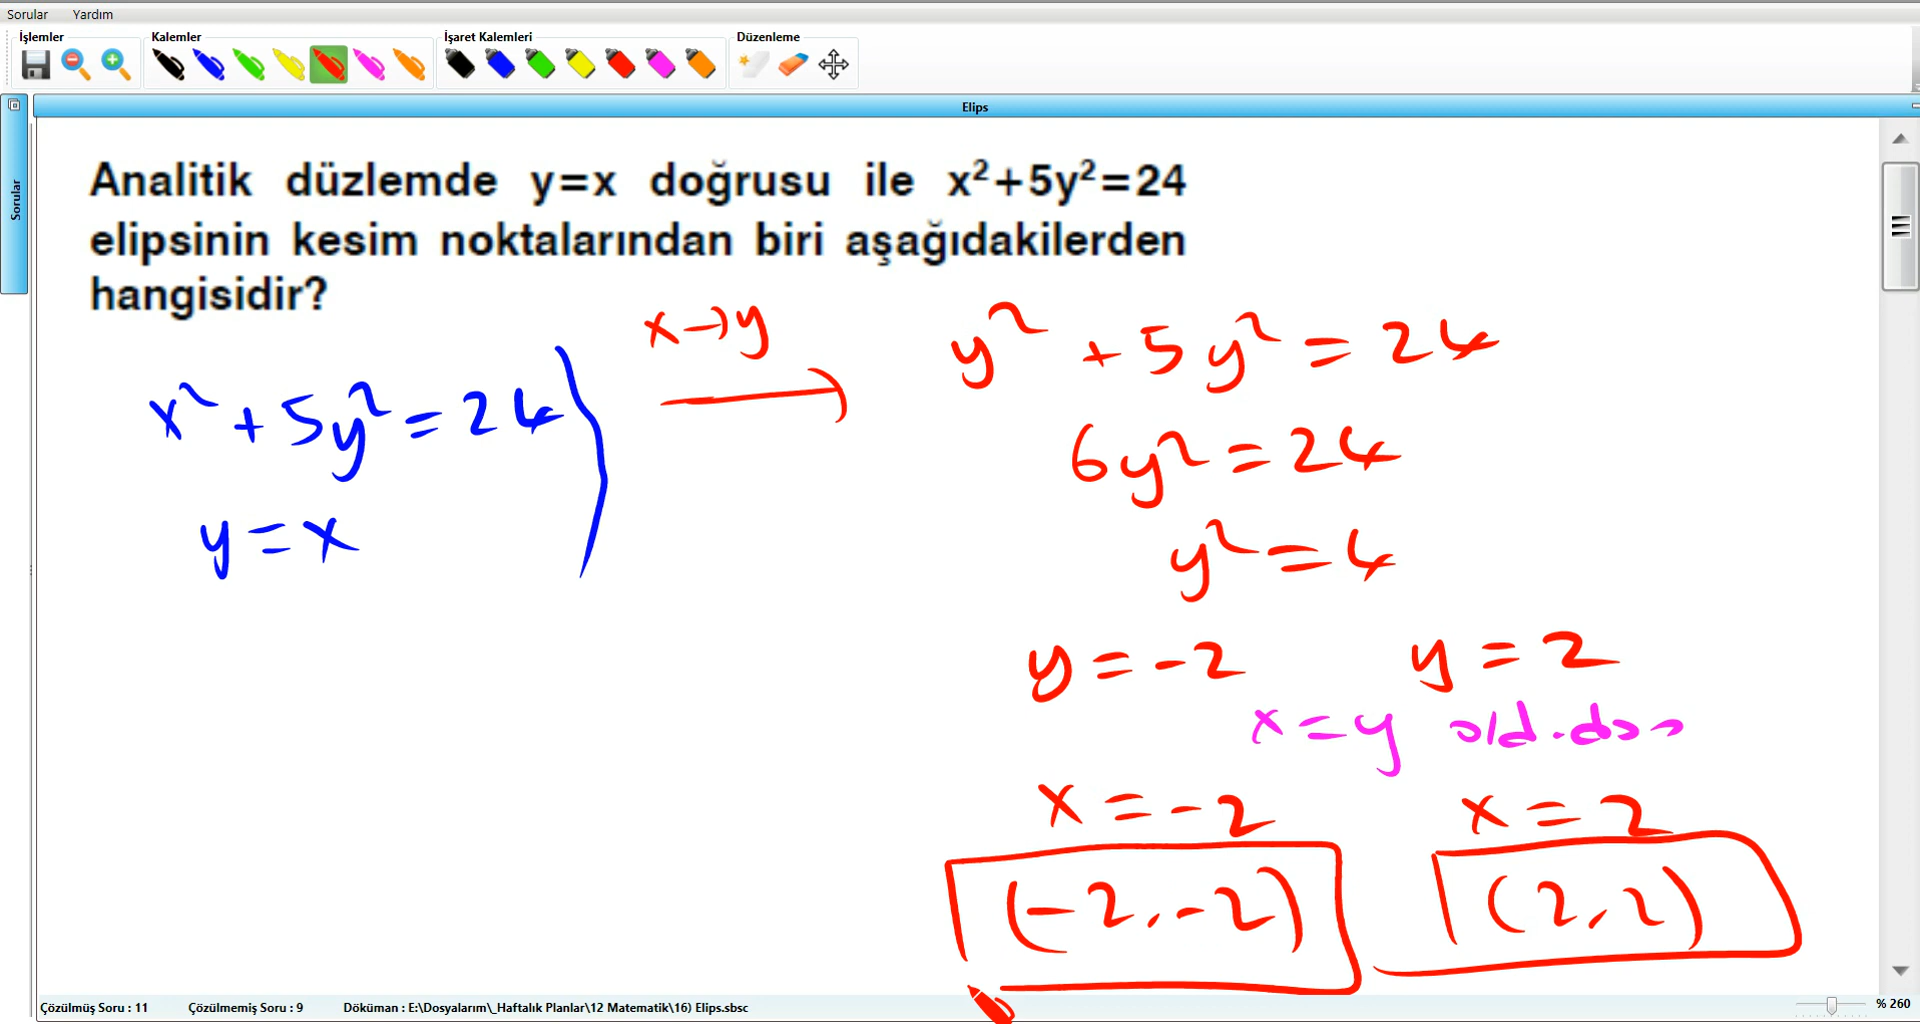 Sorular Yardım
İşlemler Kalemler İşaret Kalemleri Düzenleme
Sorular
Elips
Analitik düzlemde y=x doğrusu ile x²+5y²=24
elipsinin kesim noktalarından biri aşağıdakilerden
hangisidir?
x²+5y²=24
y=x
x→y
y²+5y²=24
6y²=24
y²=4
y=-2 y=2
x=y old.dan
x=-2 x=2
(-2,-2) (2,2)
Çözülmüş Soru : 11 Çözülmemiş Soru : 9 Döküman : E:\Dosyalarım\_Haftalık Planlar\12 Matematik\16) Elips.sbsc % 260